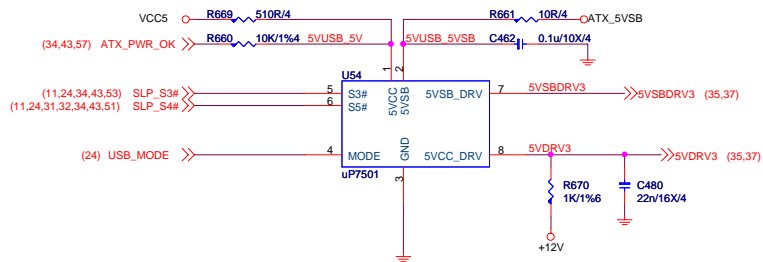 VCC5 R669 510R/4 R661 10R/4 ATX_5VSB
(34,43,57) ATX_PWR_OK R660 10K/1%4 5VUSB_5V 5VUSB_5VSB C462 0.1u/10X/4
1 2
U54
(11,24,34,43,53) SLP_S3# 5 S3# 5VCC 5VSB 5VSB_DRV 7 5VSBDRV3 5VSBDRV3 (35,37)
(11,24,31,32,34,43,51) SLP_S4# 6 S5#
(24) USB_MODE 4 MODE GND 5VCC_DRV 8 5VDRV3 5VDRV3 (35,37)
uP7501 3
R670 C480
1K/1%6 22n/16X/4
+12V